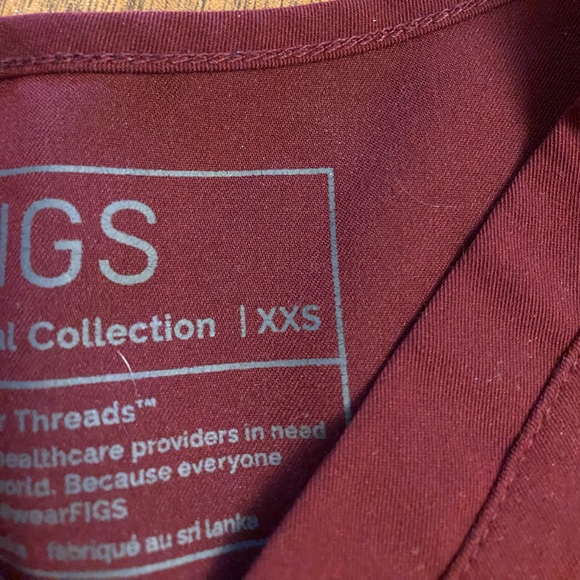 IGS
al Collection | XXS
r Threads™
healthcare providers in need
world. Because everyone
#wearFIGS
fabriqué au sri lanka